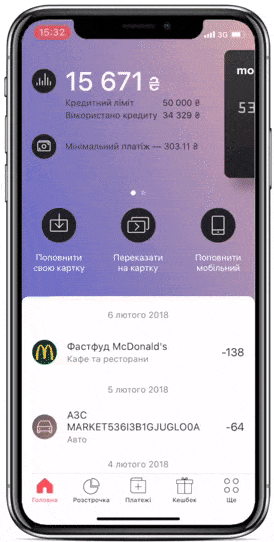 15:32
3G
15 671 ₴
mo
Кредитний ліміт 50 000 ₴
Використано кредиту 34 329 ₴
53
Мінімальний платіж — 303.11 ₴
Поповнити
свою картку
Переказати
на картку
Поповнити
мобільний
6 лютого 2018
Фастфуд McDonald's -138
Кафе та ресторани
5 лютого 2018
АЗС
MARKET536I3B1GJUGLO0A -64
Авто
4 лютого 2018
Головна
Розстрочка
Платежі
Кешбек
Ще